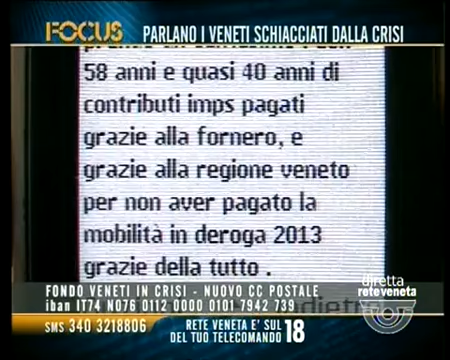 FOCUS PARLANO I VENETI SCHIACCIATI DALLA CRISI
58 anni e quasi 40 anni di
contributi imps pagati
grazie alla fornero, e
grazie alla regione veneto
per non aver pagato la
mobilità in deroga 2013
grazie della tutto .
diretta
reteveneta
FONDO VENETI IN CRISI - NUOVO CC POSTALE
iban IT74 N076 0112 0000 0101 7942 739
SMS 340 3218806
RETE VENETA E' SUL
DEL TUO TELECOMANDO 18